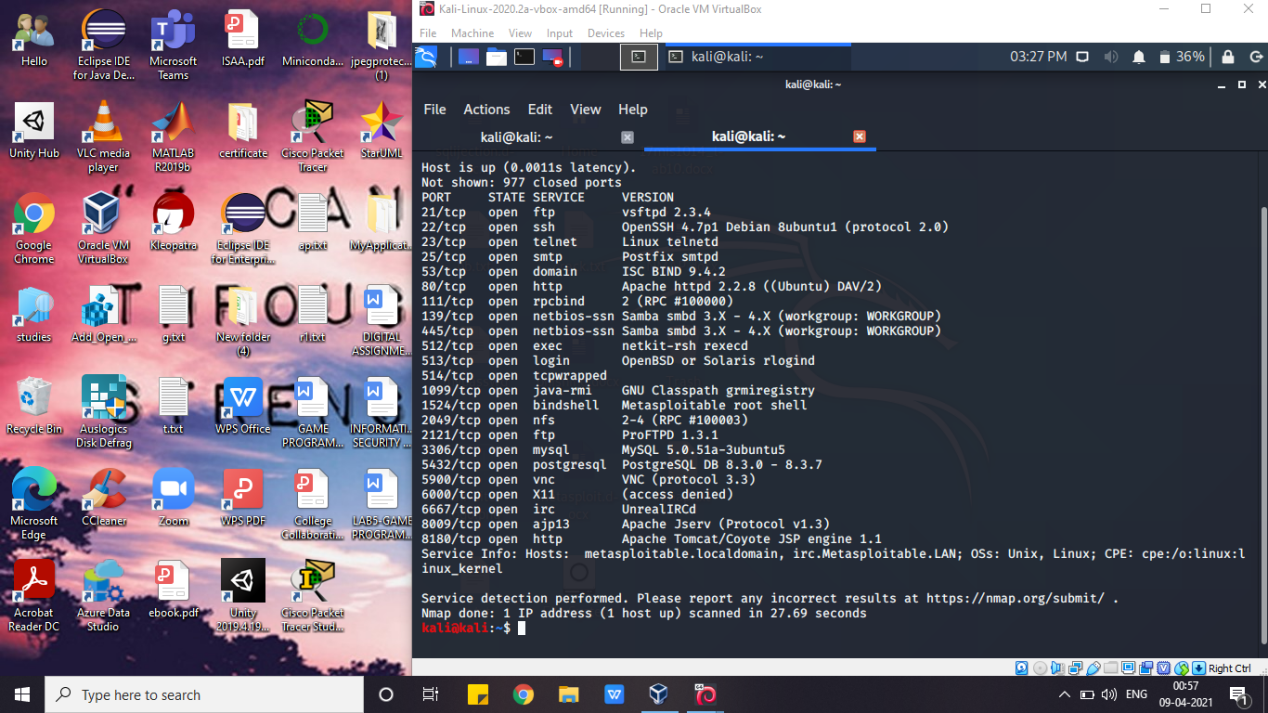 Hello
Eclipse IDE
for Java De...
Microsoft
Teams
ISAA.pdf
Miniconda...
jpegprotec...
(1)
Unity Hub
VLC media
player
MATLAB
R2019b
certificate
Cisco Packet
Tracer
StarUML
Google
Chrome
Oracle VM
VirtualBox
Kleopatra
Eclipse IDE
for Enterpri...
ap.txt
MyApplicat...
studies
Add_Open_...
g.txt
New folder
(4)
r1.txt
DIGITAL
ASSIGNME...
Recycle Bin
Auslogics
Disk Defrag
t.txt
WPS Office
GAME
PROGRAM...
INFORMATI...
SECURITY ...
Microsoft
Edge
CCleaner
Zoom
WPS PDF
College
Collaborati...
LAB5-GAME
PROGRAM...
Acrobat
Reader DC
Azure Data
Studio
ebook.pdf
Unity
2019.4.19...
Cisco Packet
Tracer Stud...
Kali-Linux-2020.2a-vbox-amd64 [Running] - Oracle VM VirtualBox
File Machine View Input Devices Help
kali@kali: ~
03:27 PM
36%
kali@kali:~
File Actions Edit View Help
kali@kali: ~
kali@kali: ~
Host is up (0.0011s latency).
Not shown: 977 closed ports
PORT STATE SERVICE VERSION
21/tcp open ftp vsftpd 2.3.4
22/tcp open ssh OpenSSH 4.7p1 Debian 8ubuntu1 (protocol 2.0)
23/tcp open telnet Linux telnetd
25/tcp open smtp Postfix smtpd
53/tcp open domain ISC BIND 9.4.2
80/tcp open http Apache httpd 2.2.8 ((Ubuntu) DAV/2)
111/tcp open rpcbind 2 (RPC #100000)
139/tcp open netbios-ssn Samba smbd 3.X - 4.X (workgroup: WORKGROUP)
445/tcp open netbios-ssn Samba smbd 3.X - 4.X (workgroup: WORKGROUP)
512/tcp open exec netkit-rsh rexecd
513/tcp open login OpenBSD or Solaris rlogind
514/tcp open tcpwrapped
1099/tcp open java-rmi GNU Classpath grmiregistry
1524/tcp open bindshell Metasploitable root shell
2049/tcp open nfs 2-4 (RPC #100003)
2121/tcp open ftp ProFTPD 1.3.1
3306/tcp open mysql MySQL 5.0.51a-3ubuntu5
5432/tcp open postgresql PostgreSQL DB 8.3.0 - 8.3.7
5900/tcp open vnc VNC (protocol 3.3)
6000/tcp open X11 (access denied)
6667/tcp open irc UnrealIRCd
8009/tcp open ajp13 Apache Jserv (Protocol v1.3)
8180/tcp open http Apache Tomcat/Coyote JSP engine 1.1
Service Info: Hosts:  metasploitable.localdomain, irc.Metasploitable.LAN; OSs: Unix, Linux; CPE: cpe:/o:linux:l
inux_kernel
Service detection performed. Please report any incorrect results at https://nmap.org/submit/ .
Nmap done: 1 IP address (1 host up) scanned in 27.69 seconds
kali@kali:~$
Right Ctrl
Type here to search
ENG
00:57
09-04-2021
1